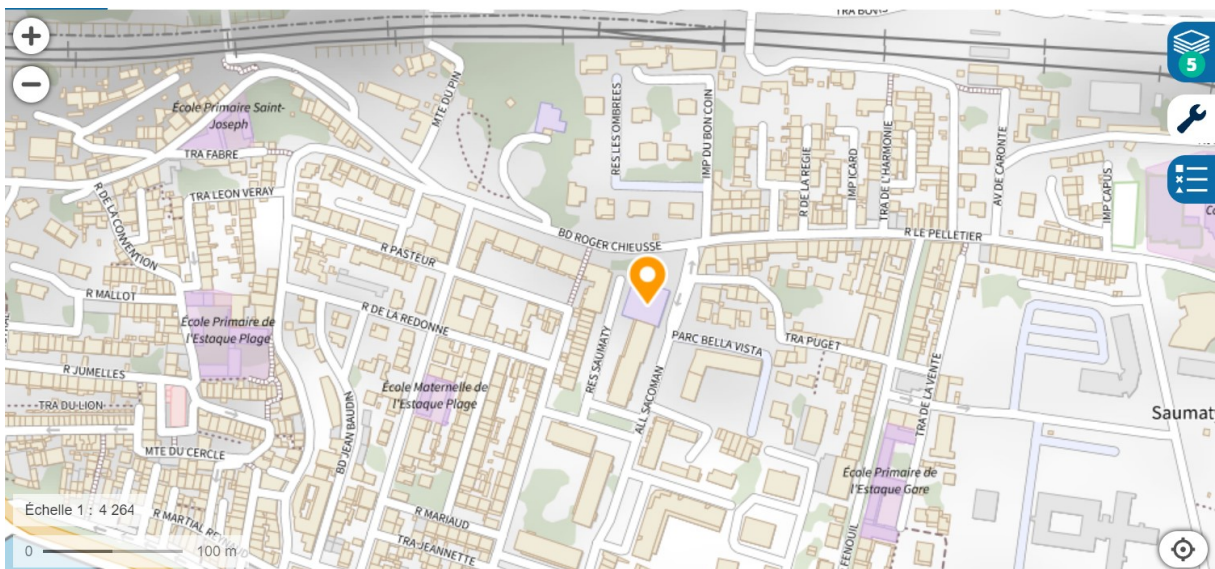 TRA BOVIS
5
École Primaire Saint-
Joseph
MTE DU PIN
RES LES OMBREES
IMP DU BON COIN
R DE LA REGIE
IMP ICARD
TRA DE L'HARMONIE
AV DE CARONTE
IMP CAPUS
TRA FABRE
R DE LA CONVENTION
TRA LEON VERAY
R PASTEUR
BD ROGER CHIEUSSE
R LE PELLETIER
R MALLOT
R DE LA REDONNE
École Primaire de
l'Estaque Plage
RES SAUMATY
PARC BELLA VISTA
TRA PUGET
R JUMELLES
École Maternelle de
l'Estaque Plage
ALL SACOMAN
TRA DE LA VENTE
TRA DU LION
BD JEAN BAUDIN
Saumat
MTE DU CERCLE
École Primaire de
l'Estaque Gare
Échelle 1 : 4 264
R MARTIAL REYNAUD
R MARIAUD
TRA JEANNETTE
FENOUIL
0
100 m